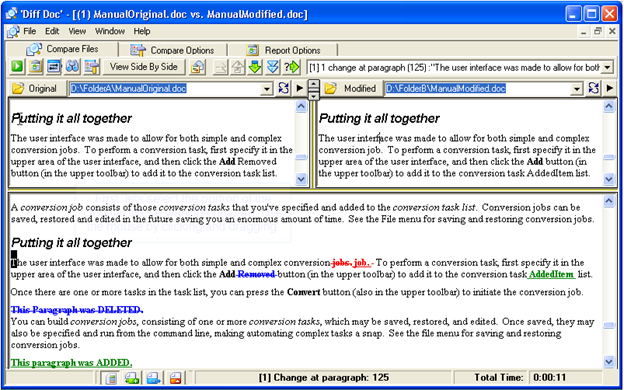 'Diff Doc' - [(1) ManualOriginal.doc vs. ManualModified.doc]
File Edit View Window Help
Compare Files Compare Options Report Options
View Side By Side [1] 1 change at paragraph (125) :"The user interface was made to allow for both
Original D:\FolderA\ManualOriginal.doc Modified D:\FolderB\ManualModified.doc
Putting it all together
The user interface was made to allow for both simple and complex
conversion jobs. To perform a conversion task, first specify it in the
upper area of the user interface, and then click the Add Removed
button (in the upper toolbar) to add it to the conversion task list.
Putting it all together
The user interface was made to allow for both simple and complex
conversion job. To perform a conversion task, first specify it in the
upper area of the user interface, and then click the Add button (in
the upper toolbar) to add it to the conversion task AddedItem list.
A conversion job consists of those conversion tasks that you've specified and added to the conversion task list. Conversion jobs can be
saved, restored and edited in the future saving you an enormous amount of time. See the File menu for saving and restoring conversion jobs.
Putting it all together
The user interface was made to allow for both simple and complex conversion jobs. job. To perform a conversion task, first specify it in the
upper area of the user interface, and then click the Add Removed button (in the upper toolbar) to add it to the conversion task AddedItem list.
Once there are one or more tasks in the task list, you can press the Convert button (also in the upper toolbar) to initiate the conversion job.
This Paragraph was DELETED.
You can build conversion jobs, consisting of one or more conversion tasks, which may be saved, restored, and edited. Once saved, they may
also be specified and run from the command line, making automating complex tasks a snap. See the file menu for saving and restoring
conversion jobs.
This paragraph was ADDED.
[1] Change at paragraph: 125 Total Time: 0:00:11